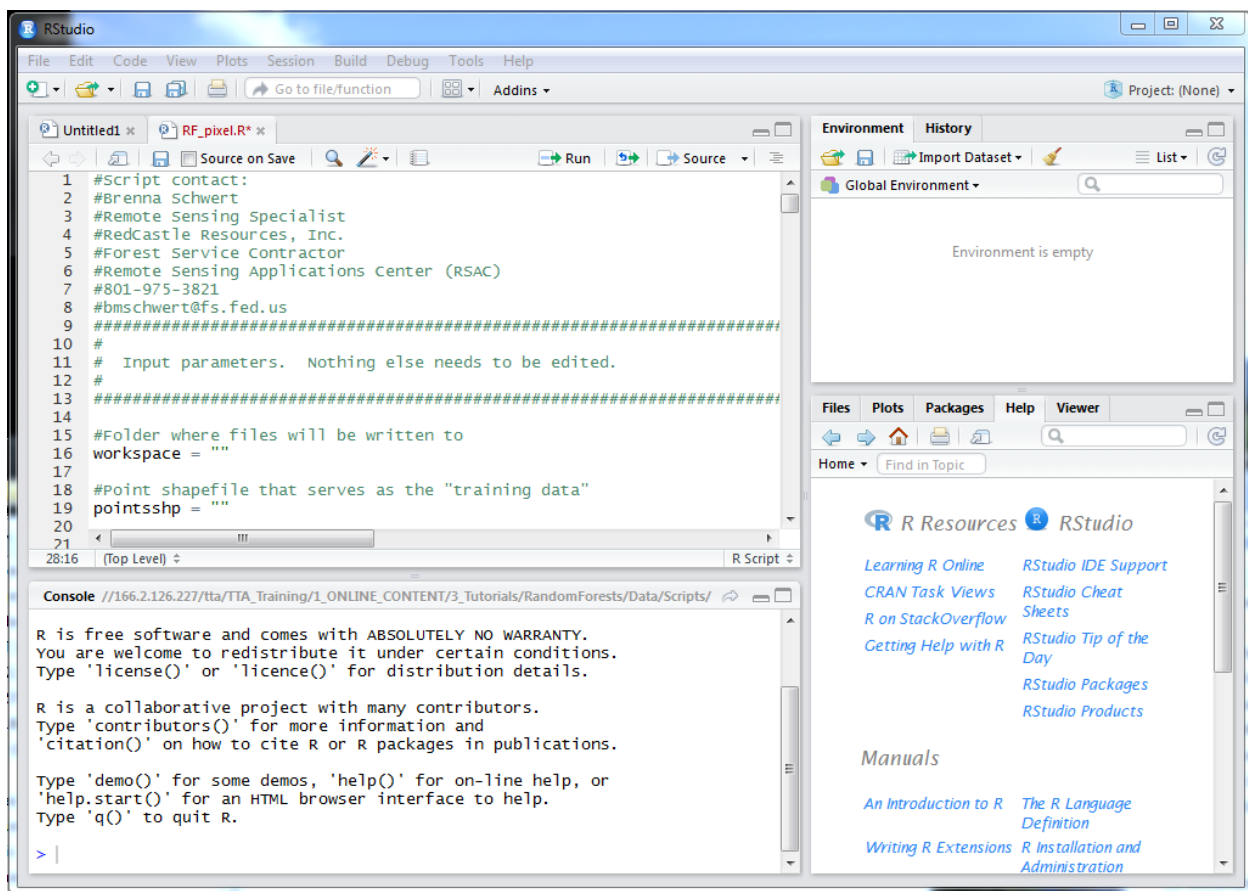 RStudio
File Edit Code View Plots Session Build Debug Tools Help
Go to file/function Addins Project: (None)
Untitled1 RF_pixel.R*
Source on Save Run Source
1 #Script contact:
2 #Brenna Schwert
3 #Remote Sensing Specialist
4 #RedCastle Resources, Inc.
5 #Forest Service Contractor
6 #Remote Sensing Applications Center (RSAC)
7 #801-975-3821
8 #bmschwert@fs.fed.us
9 ######################################################################
10 #
11 #  Input parameters.  Nothing else needs to be edited.
12 #
13 ######################################################################
14
15 #Folder where files will be written to
16 workspace = ""
17
18 #Point shapefile that serves as the "training data"
19 pointsshp = ""
20
21
28:16 (Top Level) R Script
Console //166.2.126.227/tta/TTA_Training/1_ONLINE_CONTENT/3_Tutorials/RandomForests/Data/Scripts/
R is free software and comes with ABSOLUTELY NO WARRANTY.
You are welcome to redistribute it under certain conditions.
Type 'license()' or 'licence()' for distribution details.
R is a collaborative project with many contributors.
Type 'contributors()' for more information and
'citation()' on how to cite R or R packages in publications.
Type 'demo()' for some demos, 'help()' for on-line help, or
'help.start()' for an HTML browser interface to help.
Type 'q()' to quit R.
>
Environment History
Import Dataset List
Global Environment
Environment is empty
Files Plots Packages Help Viewer
Home Find in Topic
R Resources RStudio
Learning R Online RStudio IDE Support
CRAN Task Views RStudio Cheat
R on StackOverflow Sheets
Getting Help with R RStudio Tip of the
Day
RStudio Packages
RStudio Products
Manuals
An Introduction to R The R Language
Definition
Writing R Extensions R Installation and
Administration